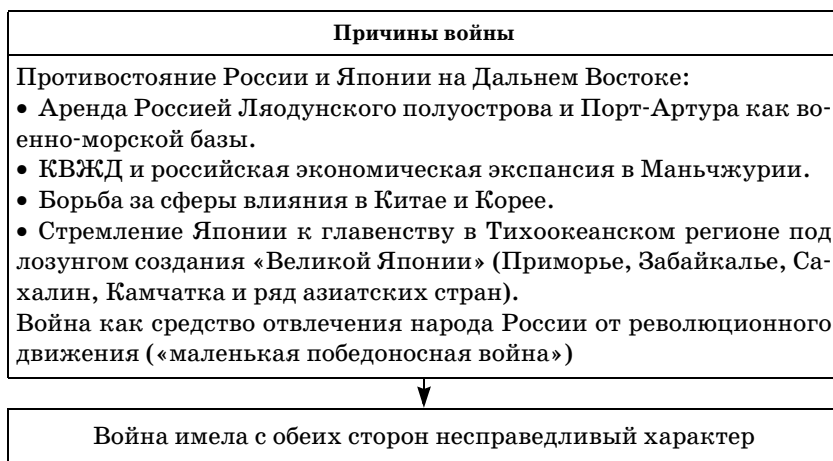 Причины войны
Противостояние России и Японии на Дальнем Востоке:
• Аренда Россией Ляодунского полуострова и Порт-Артура как во-
енно-морской базы.
• КВЖД и российская экономическая экспансия в Маньчжурии.
• Борьба за сферы влияния в Китае и Корее.
• Стремление Японии к главенству в Тихоокеанском регионе под
лозунгом создания «Великой Японии» (Приморье, Забайкалье, Са-
халин, Камчатка и ряд азиатских стран).
Война как средство отвлечения народа России от революционного
движения («маленькая победоносная война»)
Война имела с обеих сторон несправедливый характер